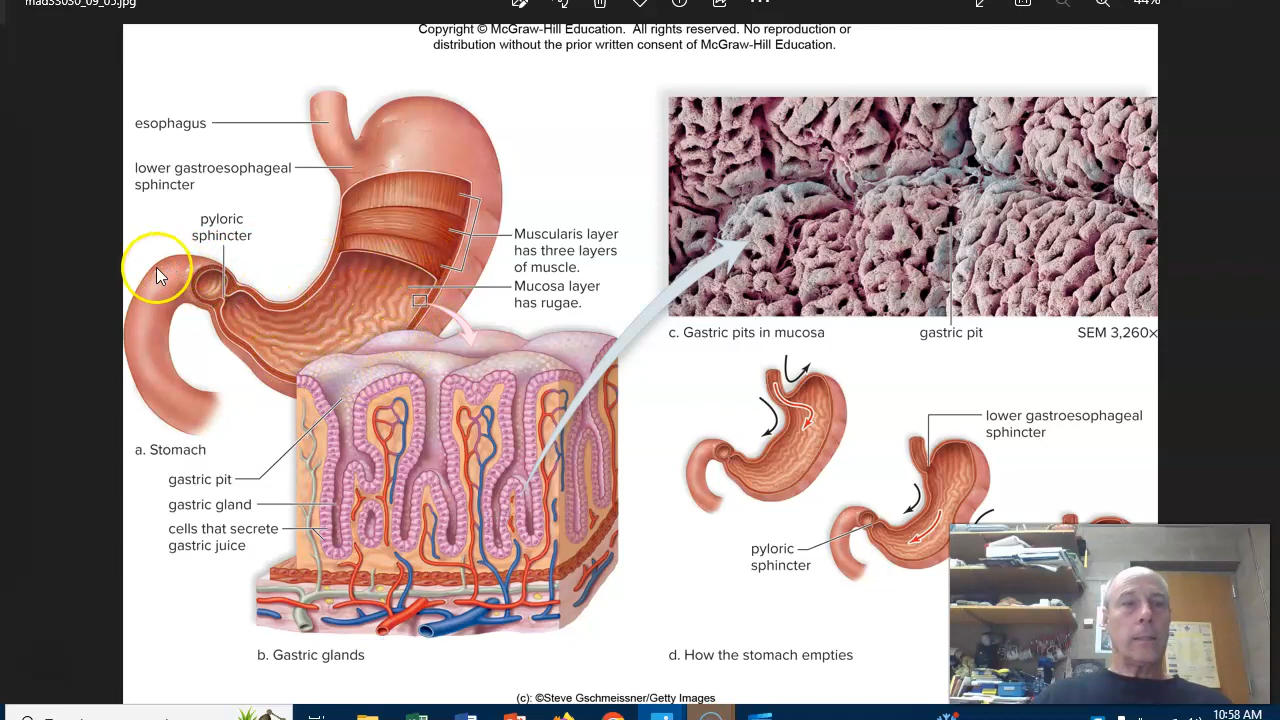 mad33030_09_05.jpg
44%
Copyright © McGraw-Hill Education. All rights reserved. No reproduction or
distribution without the prior written consent of McGraw-Hill Education.
esophagus
lower gastroesophageal
sphincter
pyloric
sphincter
Muscularis layer
has three layers
of muscle.
Mucosa layer
has rugae.
a. Stomach
gastric pit
gastric gland
cells that secrete
gastric juice
b. Gastric glands
c. Gastric pits in mucosa
gastric pit
SEM 3,260×
lower gastroesophageal
sphincter
pyloric
sphincter
d. How the stomach empties
(c): ©Steve Gschmeissner/Getty Images
10:58 AM